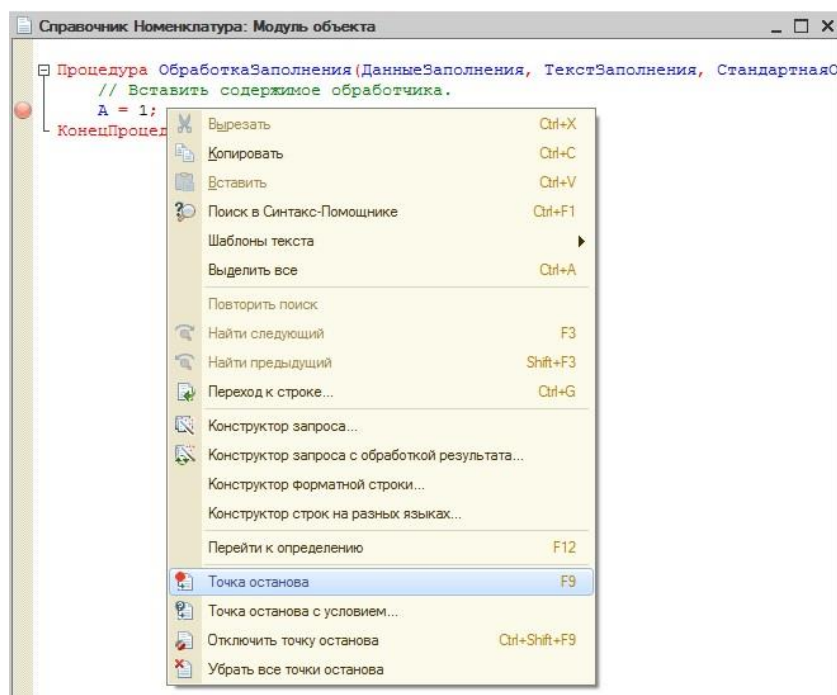 Справочник Номенклатура: Модуль объекта
Процедура ОбработкаЗаполнения(ДанныеЗаполнения, ТекстЗаполнения, СтандартнаяО
// Вставить содержимое обработчика.
А = 1;
КонецПроцед
Вырезать Ctrl+X
Копировать Ctrl+C
Вставить Ctrl+V
Поиск в Синтакс-Помощнике Ctrl+F1
Шаблоны текста
Выделить все Ctrl+A
Повторить поиск
Найти следующий F3
Найти предыдущий Shift+F3
Переход к строке... Ctrl+G
Конструктор запроса...
Конструктор запроса с обработкой результата...
Конструктор форматной строки...
Конструктор строк на разных языках...
Перейти к определению F12
Точка останова F9
Точка останова с условием...
Отключить точку останова Ctrl+Shift+F9
Убрать все точки останова